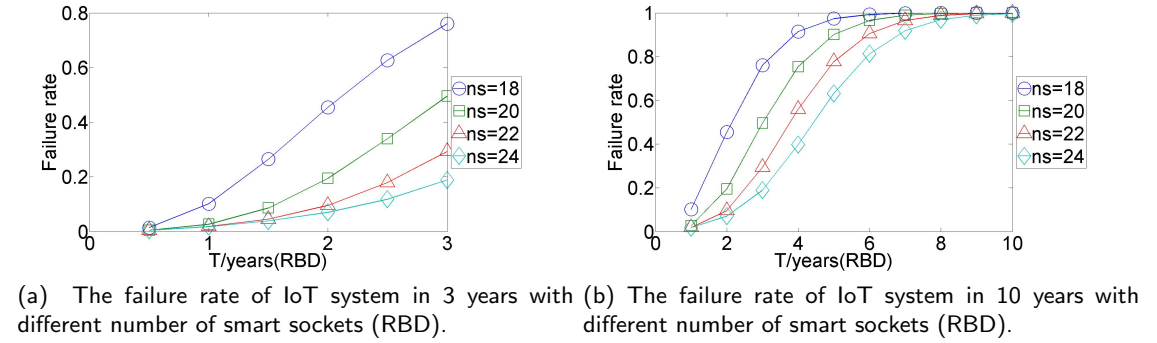 0.8
0.6
0.4
0.2
0
Failure rate
0 1 2 3
T/years(RBD)
ns=18
ns=20
ns=22
ns=24
1
0.8
0.6
0.4
0.2
0
Failure rate
0 2 4 6 8 10
T/years(RBD)
ns=18
ns=20
ns=22
ns=24
(a) The failure rate of IoT system in 3 years with
different number of smart sockets (RBD).
(b) The failure rate of IoT system in 10 years with
different number of smart sockets (RBD).